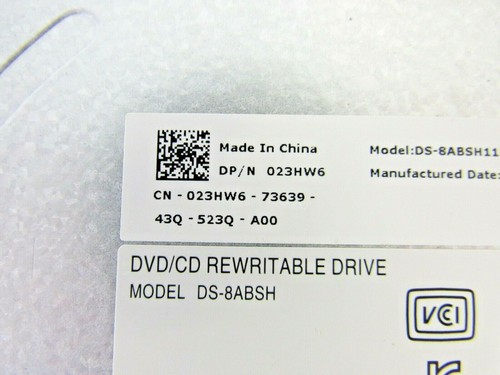 Made In China
DP/N 023HW6
CN - 023HW6 - 73639 -
43Q - 523Q - A00
Model:DS-8ABSH11
Manufactured Date:
DVD/CD REWRITABLE DRIVE
MODEL DS-8ABSH
VCCI